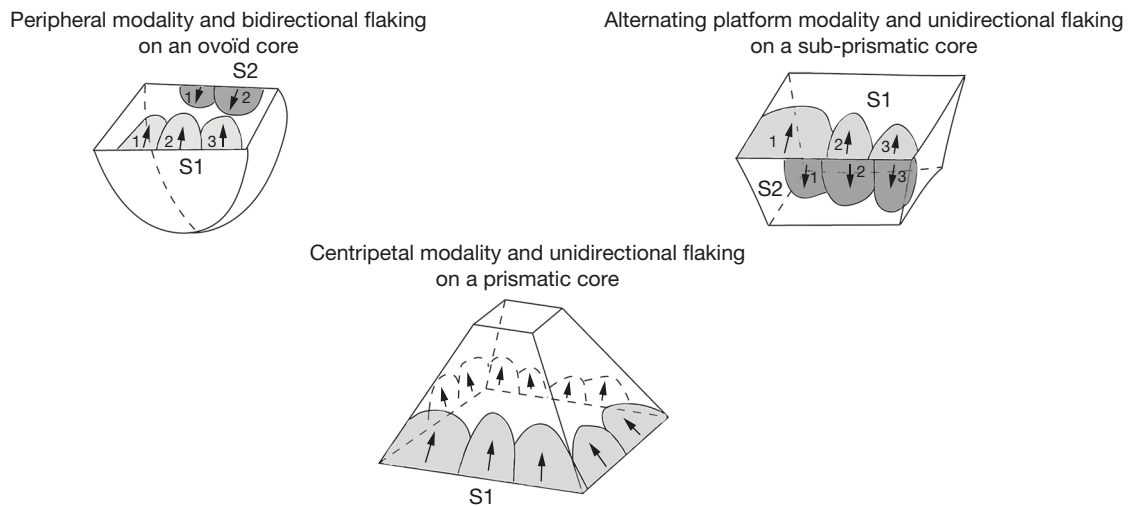 Peripheral modality and bidirectional flaking
on an ovoïd core
S2
1 2
1 2 3
S1
Alternating platform modality and unidirectional flaking
on a sub-prismatic core
S1
1 2 3
S2
1 2 3
Centripetal modality and unidirectional flaking
on a prismatic core
S1